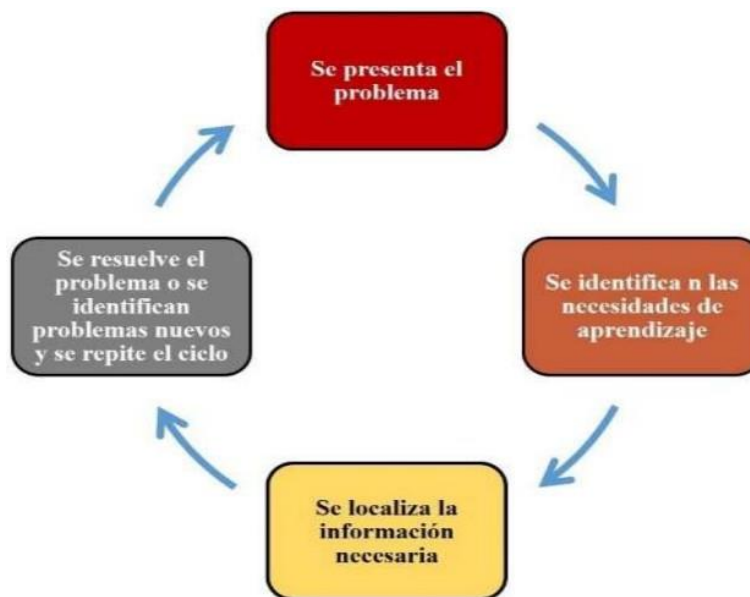 Se presenta el
problema
Se identifica n las
necesidades de
aprendizaje
Se localiza la
información
necesaria
Se resuelve el
problema o se
identifican
problemas nuevos
y se repite el ciclo